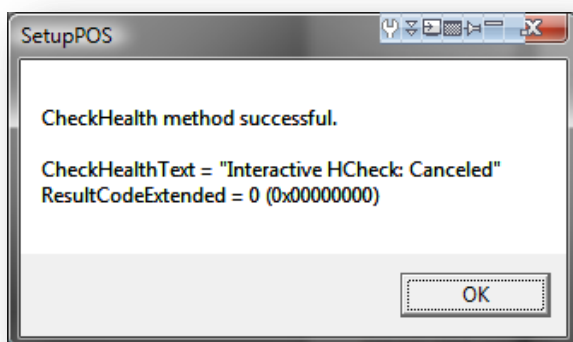 SetupPOS
CheckHealth method successful.
CheckHealthText = "Interactive HCheck: Canceled"
ResultCodeExtended = 0 (0x00000000)
OK